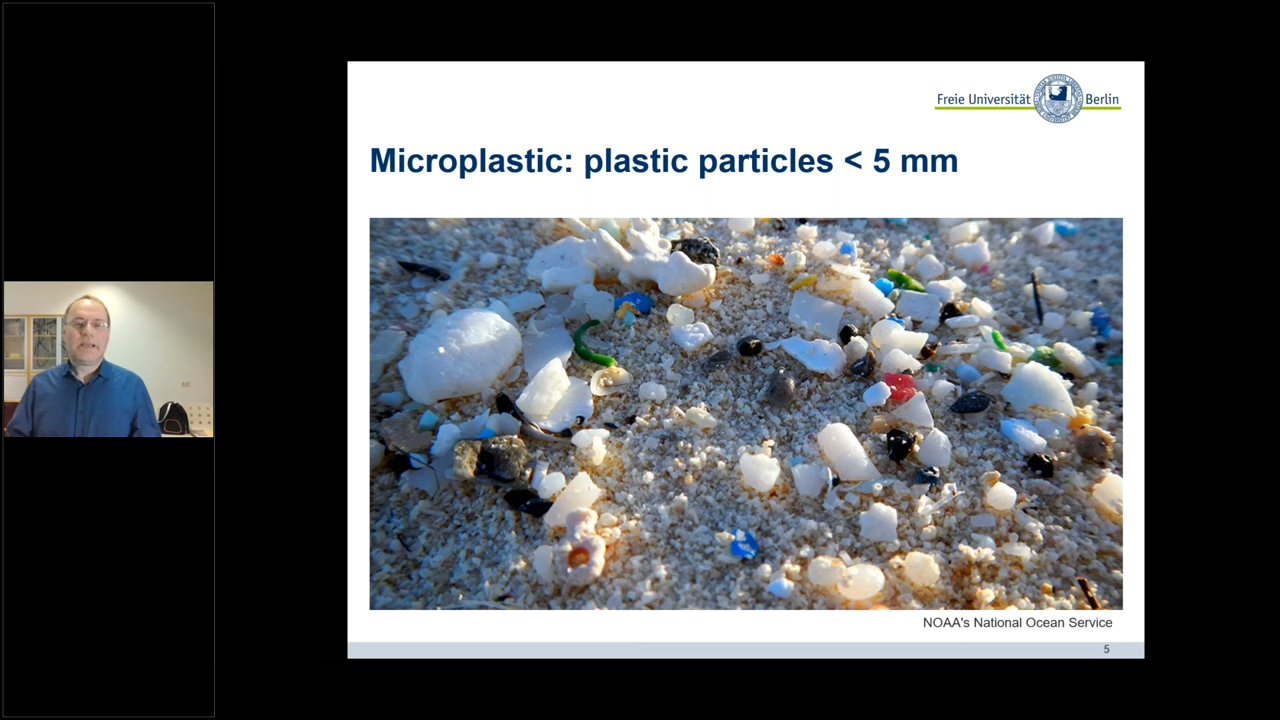 Freie Universität Berlin
Microplastic: plastic particles < 5 mm
NOAA's National Ocean Service
5